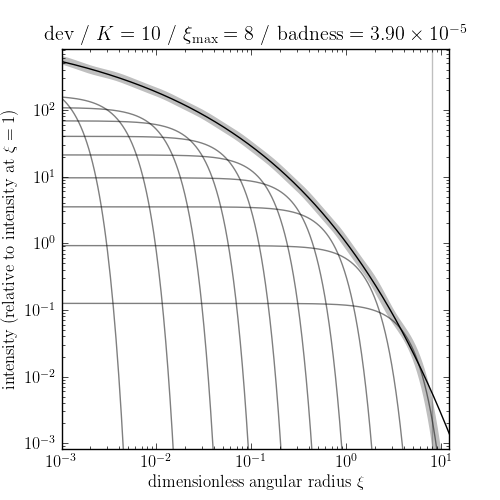 dev / K = 10 / ξmax = 8 / badness = 3.90 × 10⁻⁵
intensity (relative to intensity at ξ = 1)
10²
10¹
10⁰
10⁻¹
10⁻²
10⁻³
10⁻³ 10⁻² 10⁻¹ 10⁰ 10¹
dimensionless angular radius ξ